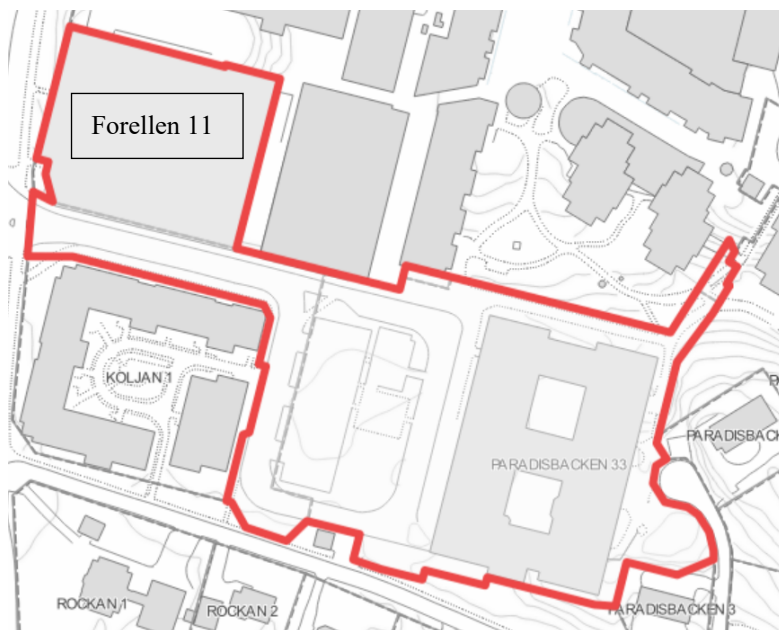 Forellen 11
KOLJAN 1
PARADISBACK
PARADISBACKEN 33
ROCKAN 1
ROCKAN 2
PARADISBACKEN 3